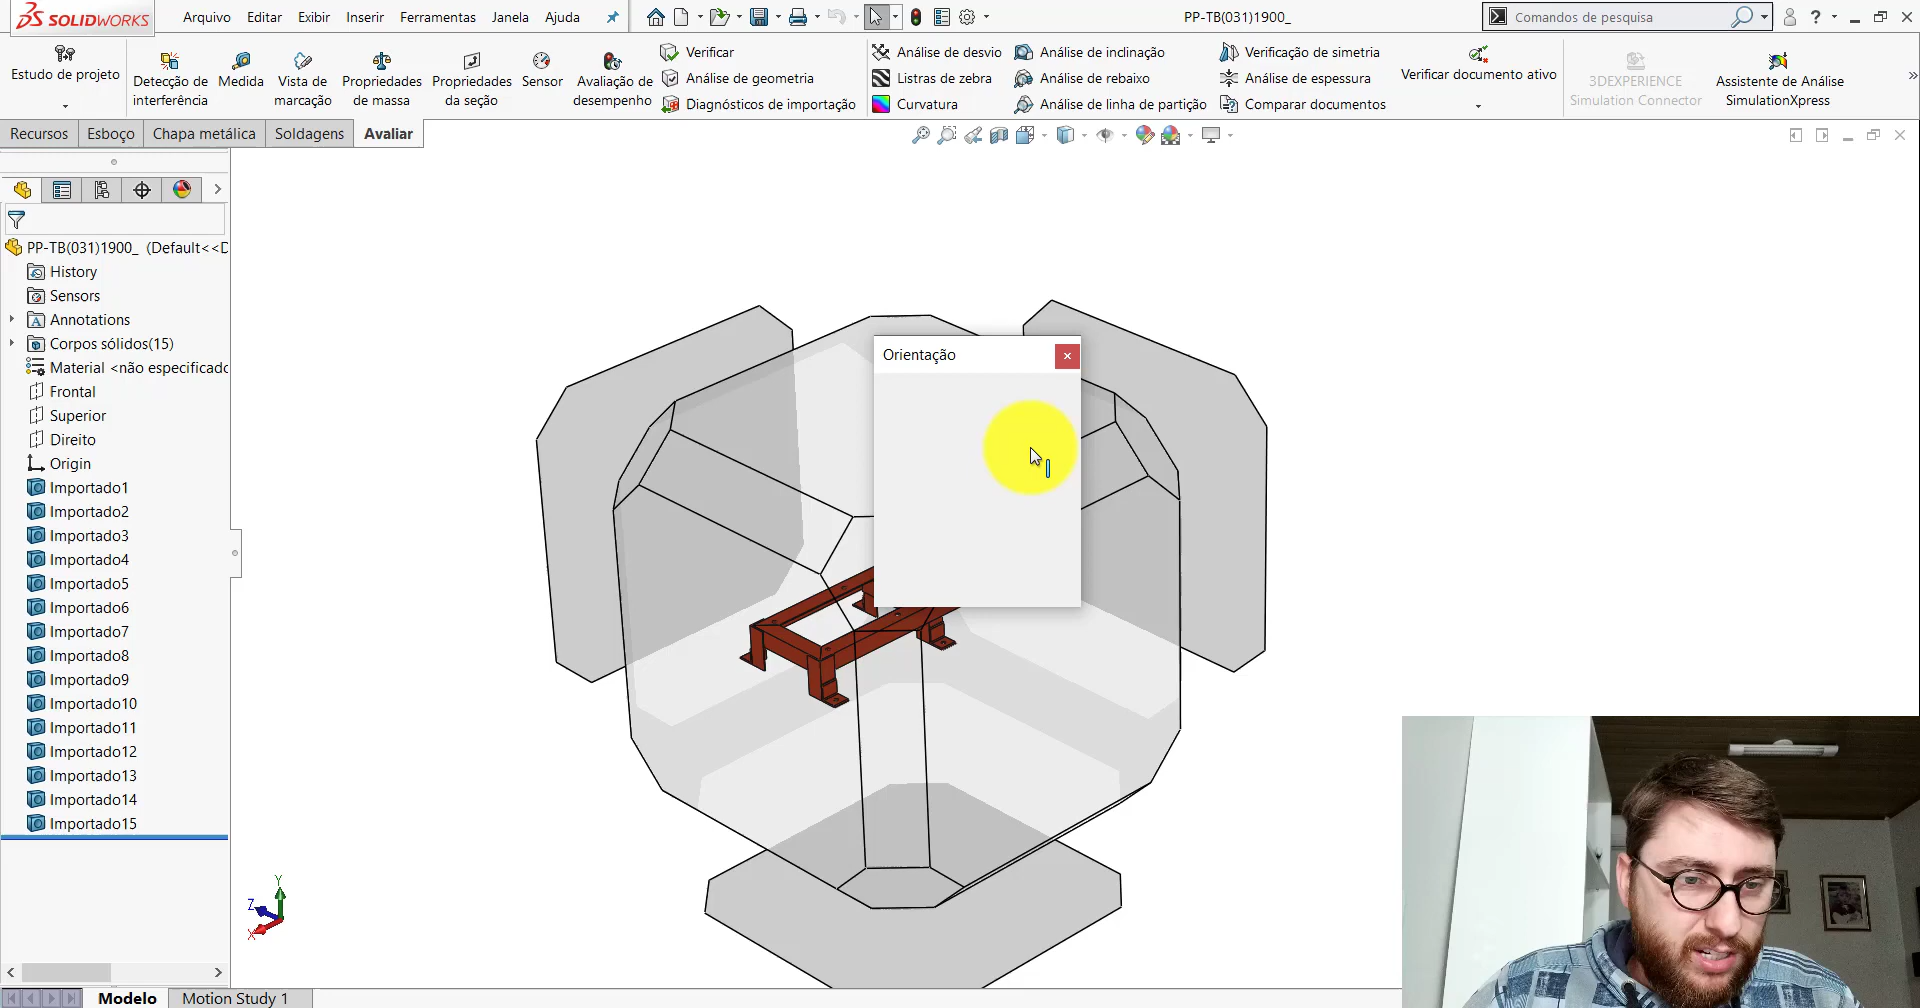 SOLIDWORKS
Arquivo Editar Exibir Inserir Ferramentas Janela Ajuda
PP-TB(031)1900_
Comandos de pesquisa
Estudo de projeto
Detecção de interferência
Medida
Vista de marcação
Propriedades de massa
Propriedades da seção
Sensor
Avaliação de desempenho
Verificar
Análise de geometria
Diagnósticos de importação
Análise de desvio
Listras de zebra
Curvatura
Análise de inclinação
Análise de rebaixo
Análise de linha de partição
Verificação de simetria
Análise de espessura
Comparar documentos
Verificar documento ativo
3DEXPERIENCE Simulation Connector
Assistente de Análise SimulationXpress
Recursos Esboço Chapa metálica Soldagens Avaliar
PP-TB(031)1900_ (Default<<D
History
Sensors
Annotations
Corpos sólidos(15)
Material <não especificado
Frontal
Superior
Direito
Origin
Importado1
Importado2
Importado3
Importado4
Importado5
Importado6
Importado7
Importado8
Importado9
Importado10
Importado11
Importado12
Importado13
Importado14
Importado15
Orientação
Y
Z
X
Modelo Motion Study 1